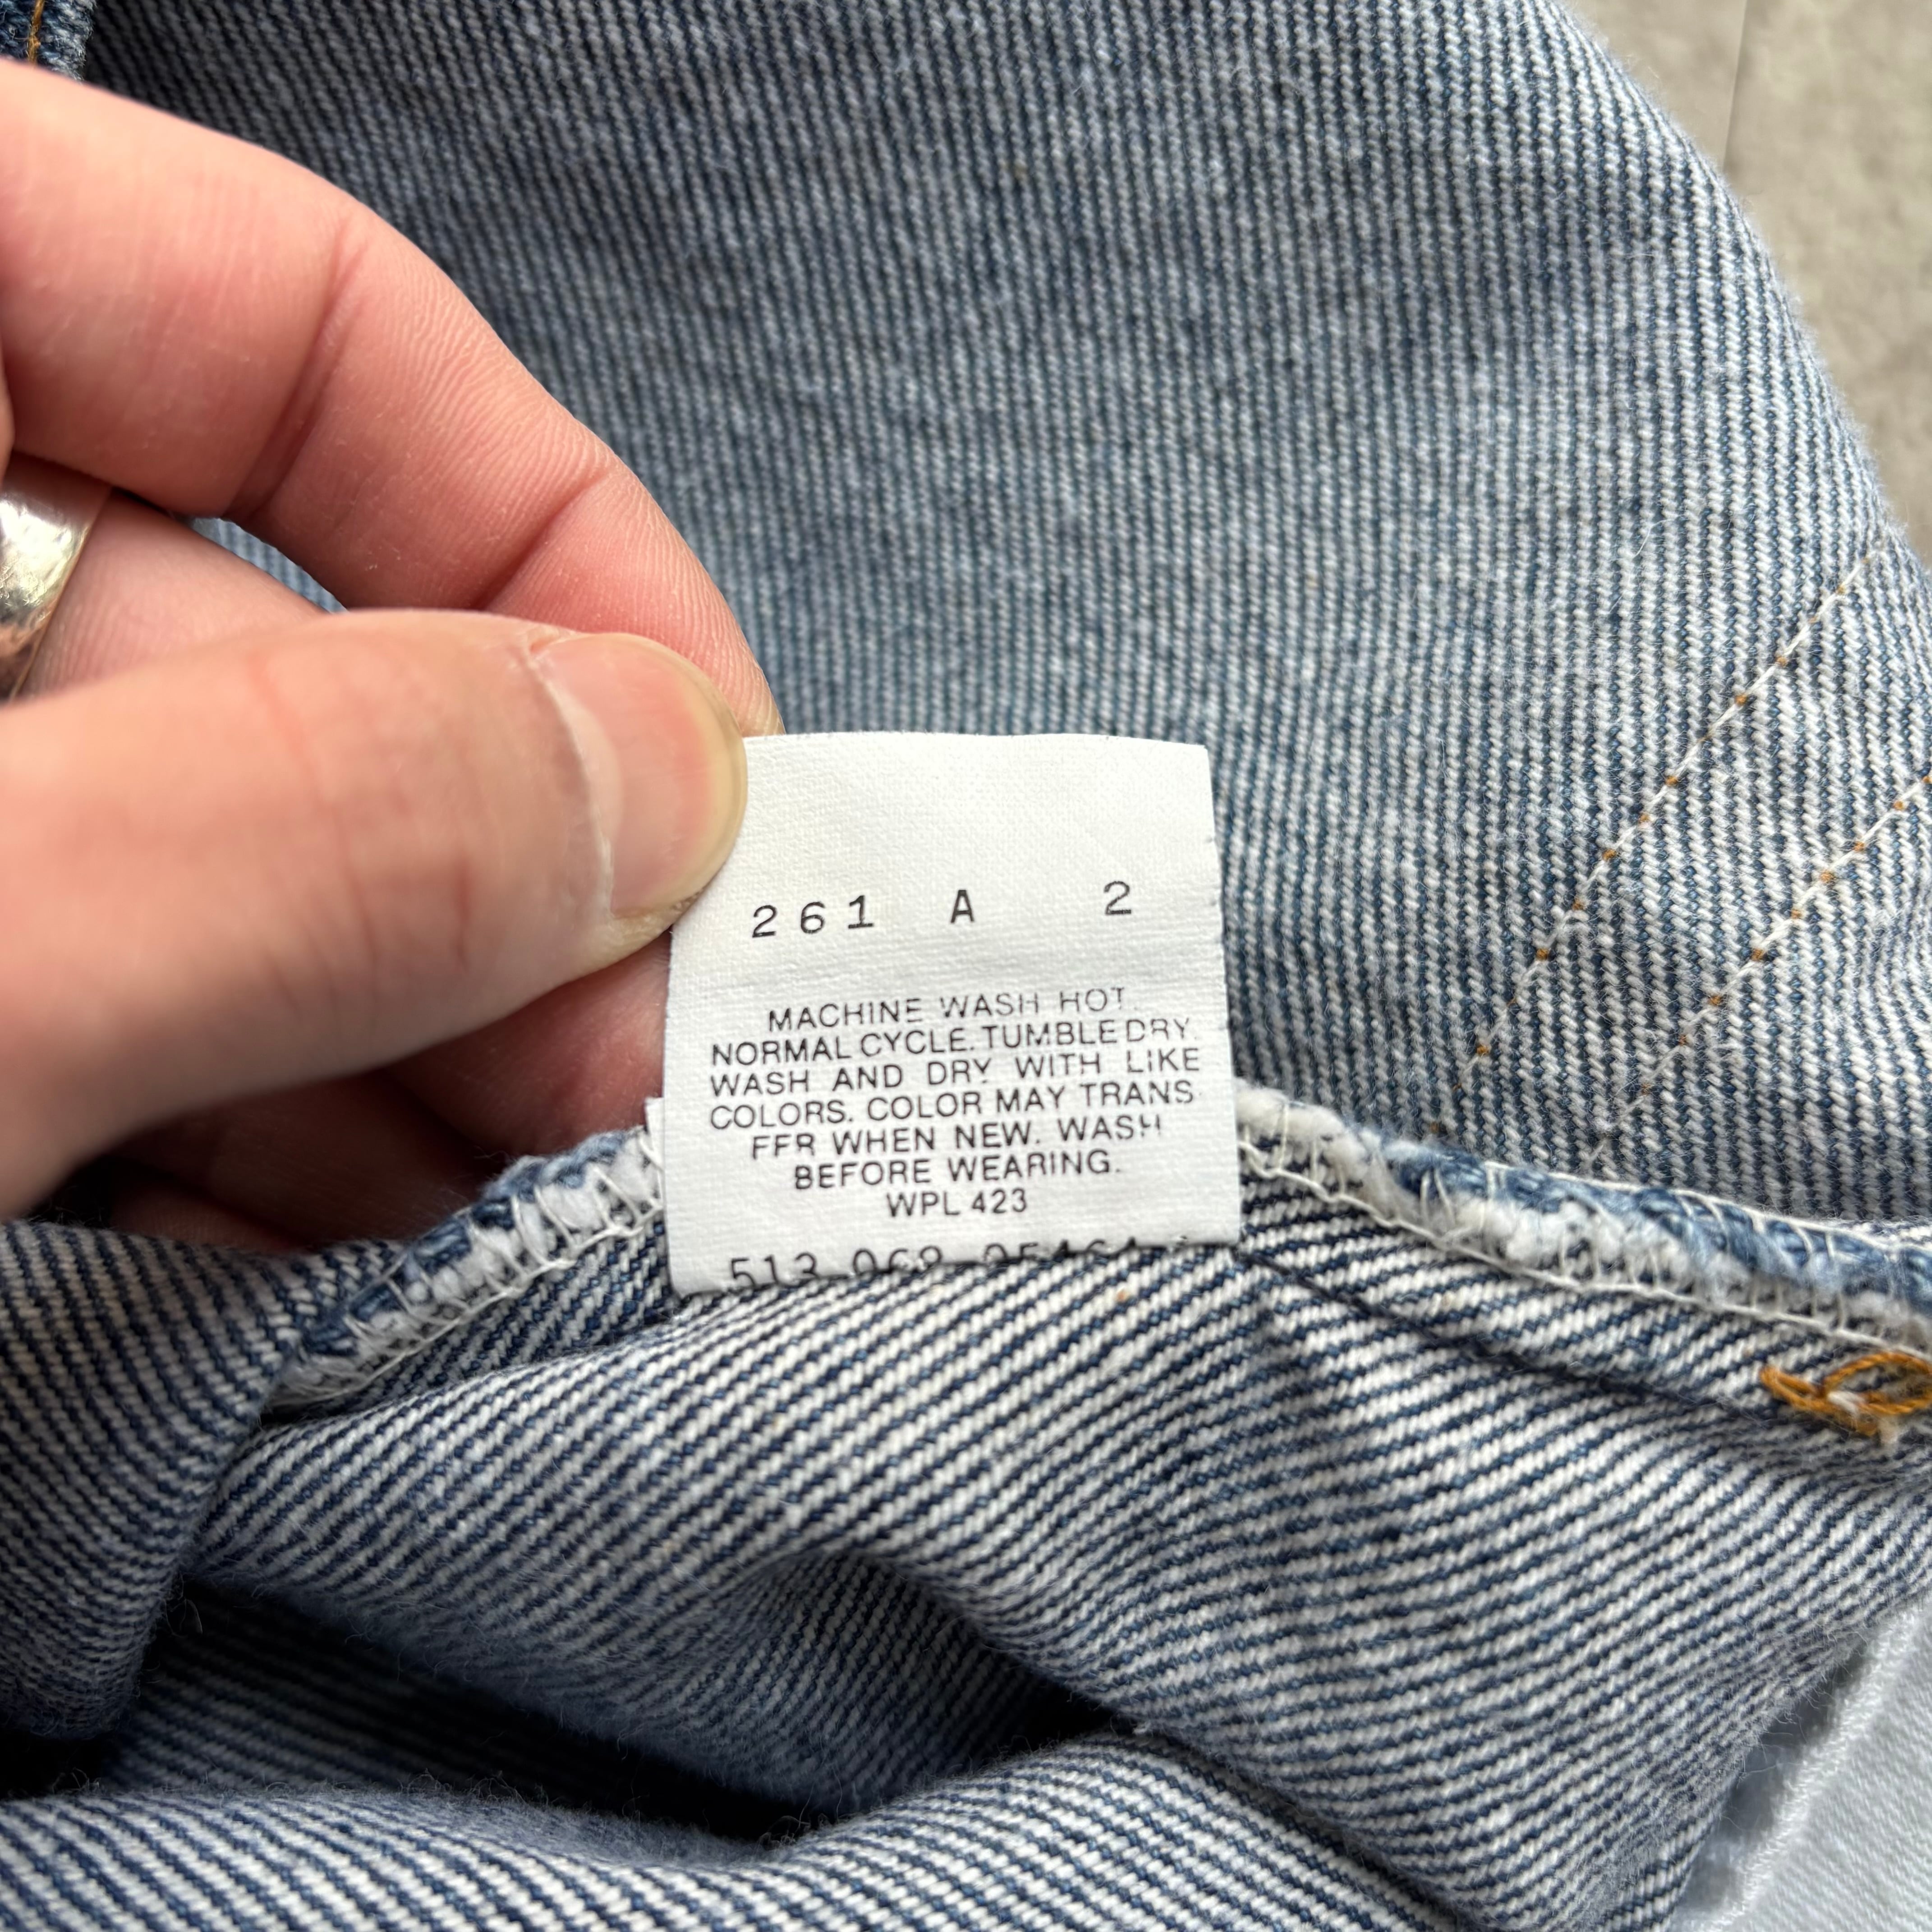 261 A 2
MACHINE WASH HOT.
NORMAL CYCLE. TUMBLE DRY.
WASH AND DRY WITH LIKE
COLORS. COLOR MAY TRANS
FER WHEN NEW. WASH
BEFORE WEARING.
WPL 423
513